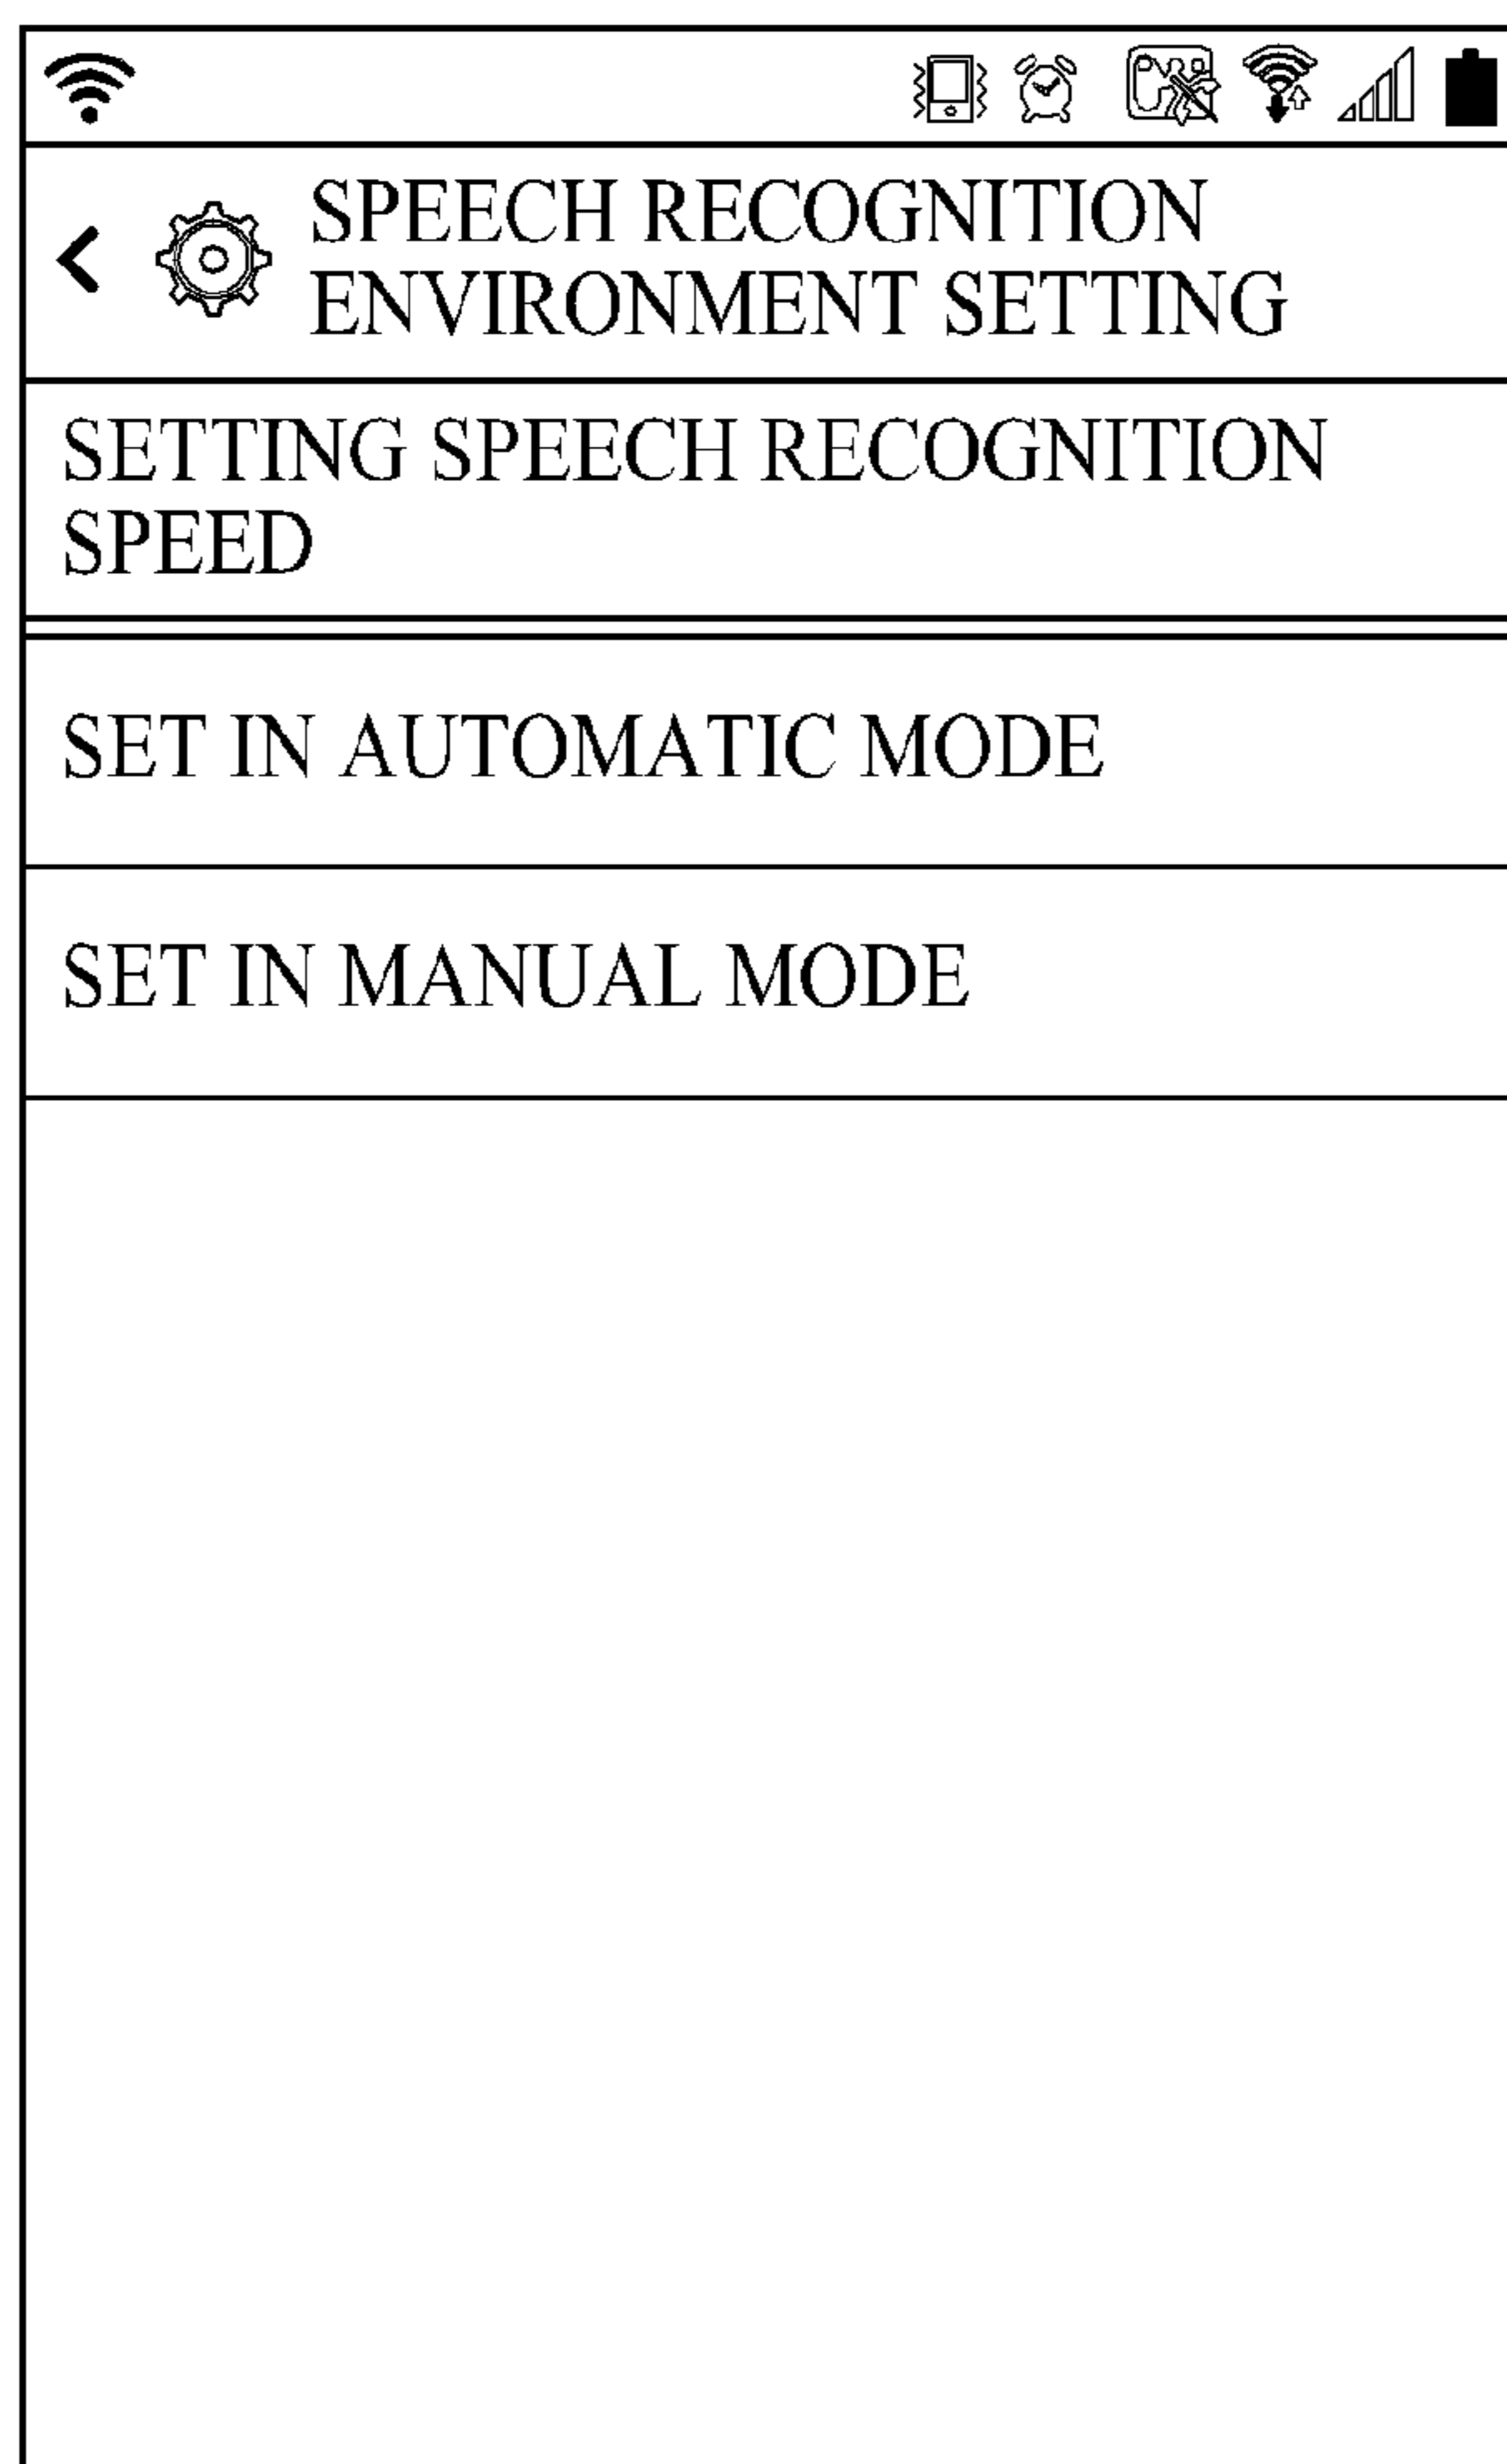 SPEECH RECOGNITION
ENVIRONMENT SETTING
SETTING SPEECH RECOGNITION
SPEED
SET IN AUTOMATIC MODE
SET IN MANUAL MODE